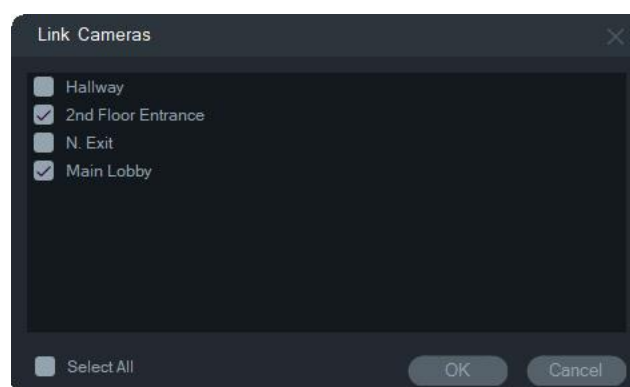 Link Cameras
Hallway
2nd Floor Entrance
N. Exit
Main Lobby
Select All
OK
Cancel